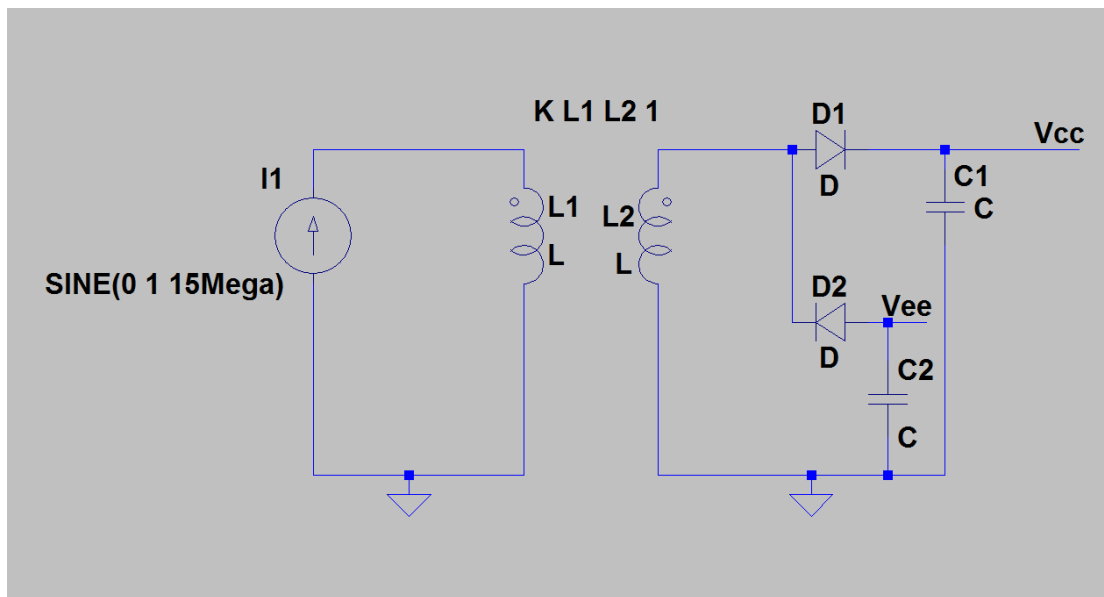 K L1 L2 1
D1
Vcc
I1
D
C1
C
L1
L2
L
L
SINE(0 1 15Mega)
D2
Vee
D
C2
C